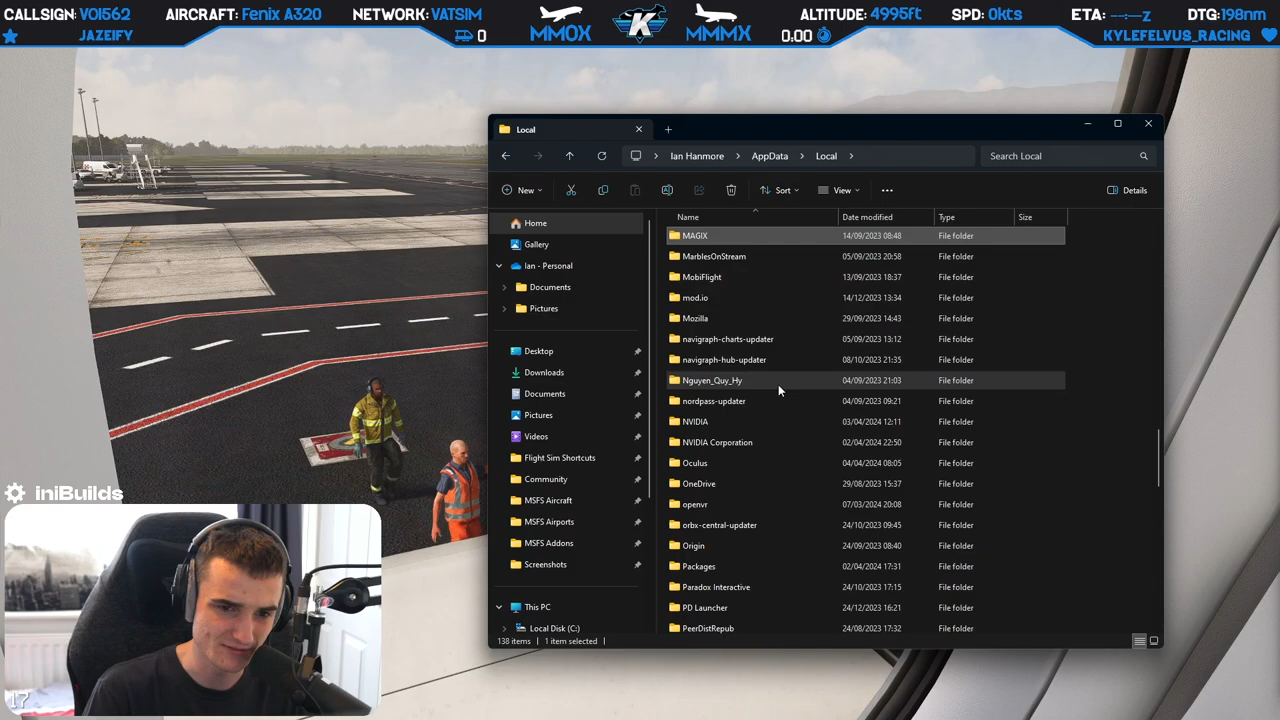 CALLSIGN: VOI562
AIRCRAFT: Fenix A320
NETWORK: VATSIM
ALTITUDE: 4995ft
SPD: 0kts
ETA: --:--z
DTG: 198nm
JAZEIFY
0
MMOX
K
MMMX
0:00
KYLEFELVUS_RACING
Local
Ian Hanmore
AppData
Local
Search Local
New
Sort
View
Details
Name
Date modified
Type
Size
Home
Gallery
Ian - Personal
Documents
Pictures
Desktop
Downloads
Documents
Pictures
Videos
Flight Sim Shortcuts
Community
MSFS Aircraft
MSFS Airports
MSFS Addons
Screenshots
This PC
Local Disk (C:)
MAGIX 14/09/2023 08:48 File folder
MarblesOnStream 05/09/2023 20:58 File folder
MobiFlight 13/09/2023 18:37 File folder
mod.io 14/12/2023 13:34 File folder
Mozilla 29/09/2023 14:43 File folder
navigraph-charts-updater 05/09/2023 13:12 File folder
navigraph-hub-updater 08/10/2023 21:35 File folder
Nguyen_Quy_Hy 04/09/2023 21:03 File folder
nordpass-updater 04/09/2023 09:21 File folder
NVIDIA 03/04/2024 12:11 File folder
NVIDIA Corporation 02/04/2024 22:50 File folder
Oculus 04/04/2024 08:05 File folder
OneDrive 29/08/2023 15:37 File folder
openvr 07/03/2024 20:08 File folder
orbx-central-updater 24/10/2023 09:45 File folder
Origin 24/09/2023 08:40 File folder
Packages 02/04/2024 17:31 File folder
Paradox Interactive 24/10/2023 17:15 File folder
PD Launcher 24/12/2023 16:21 File folder
PeerDistRepub 24/08/2023 17:32 File folder
138 items
1 item selected
iniBuilds
17